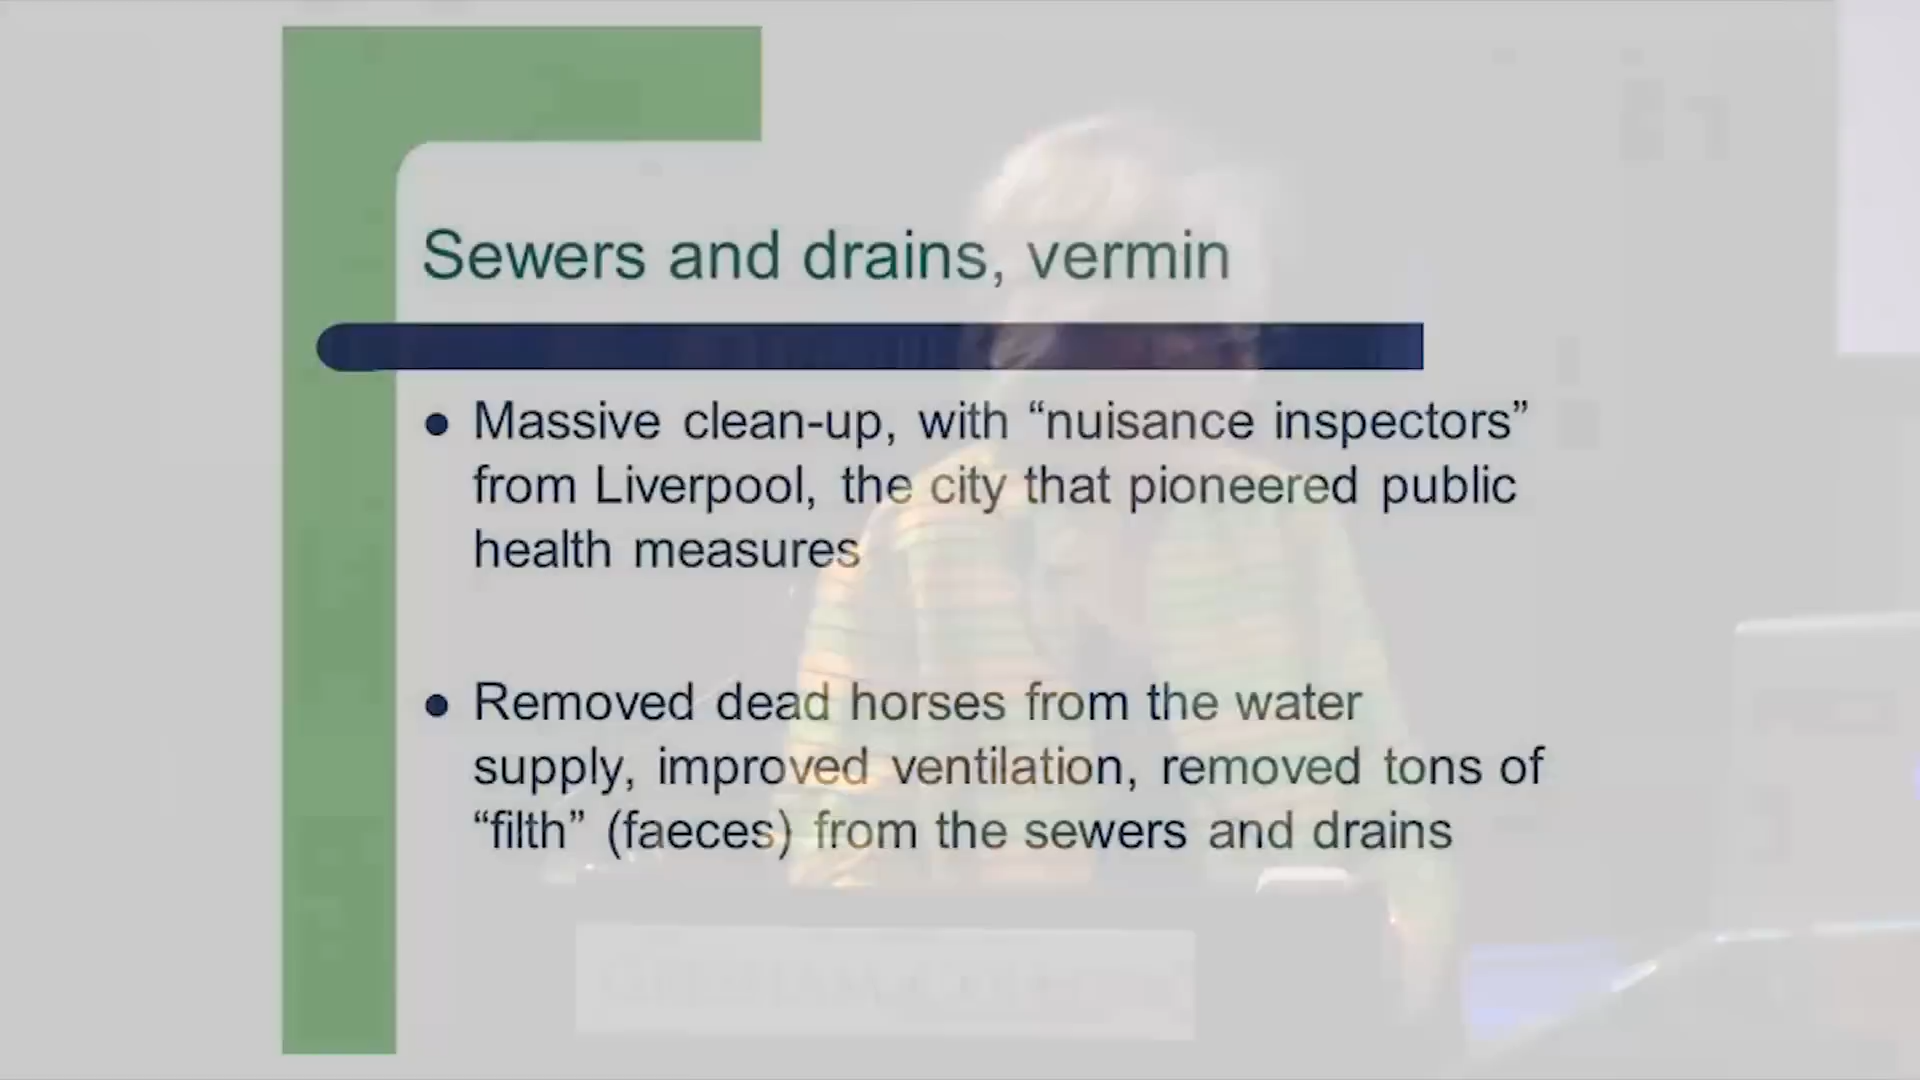 Sewers and drains, vermin
● Massive clean-up, with “nuisance inspectors”
from Liverpool, the city that pioneered public
health measures
● Removed dead horses from the water
supply, improved ventilation, removed tons of
“filth” (faeces) from the sewers and drains